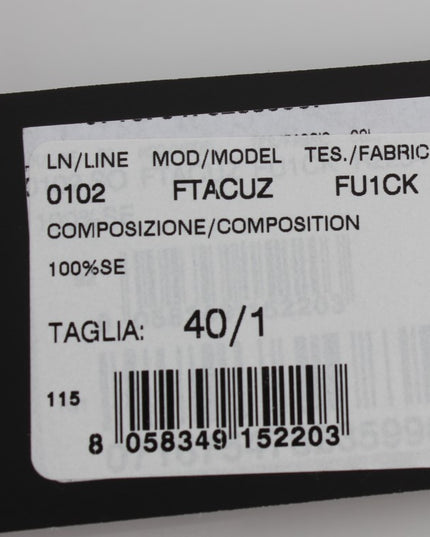 LN/LINE MOD/MODEL TES./FABRIC
0102 FTACUZ FU1CK
COMPOSIZIONE/COMPOSITION
100%SE
TAGLIA: 40/1
115
8 058349 152203